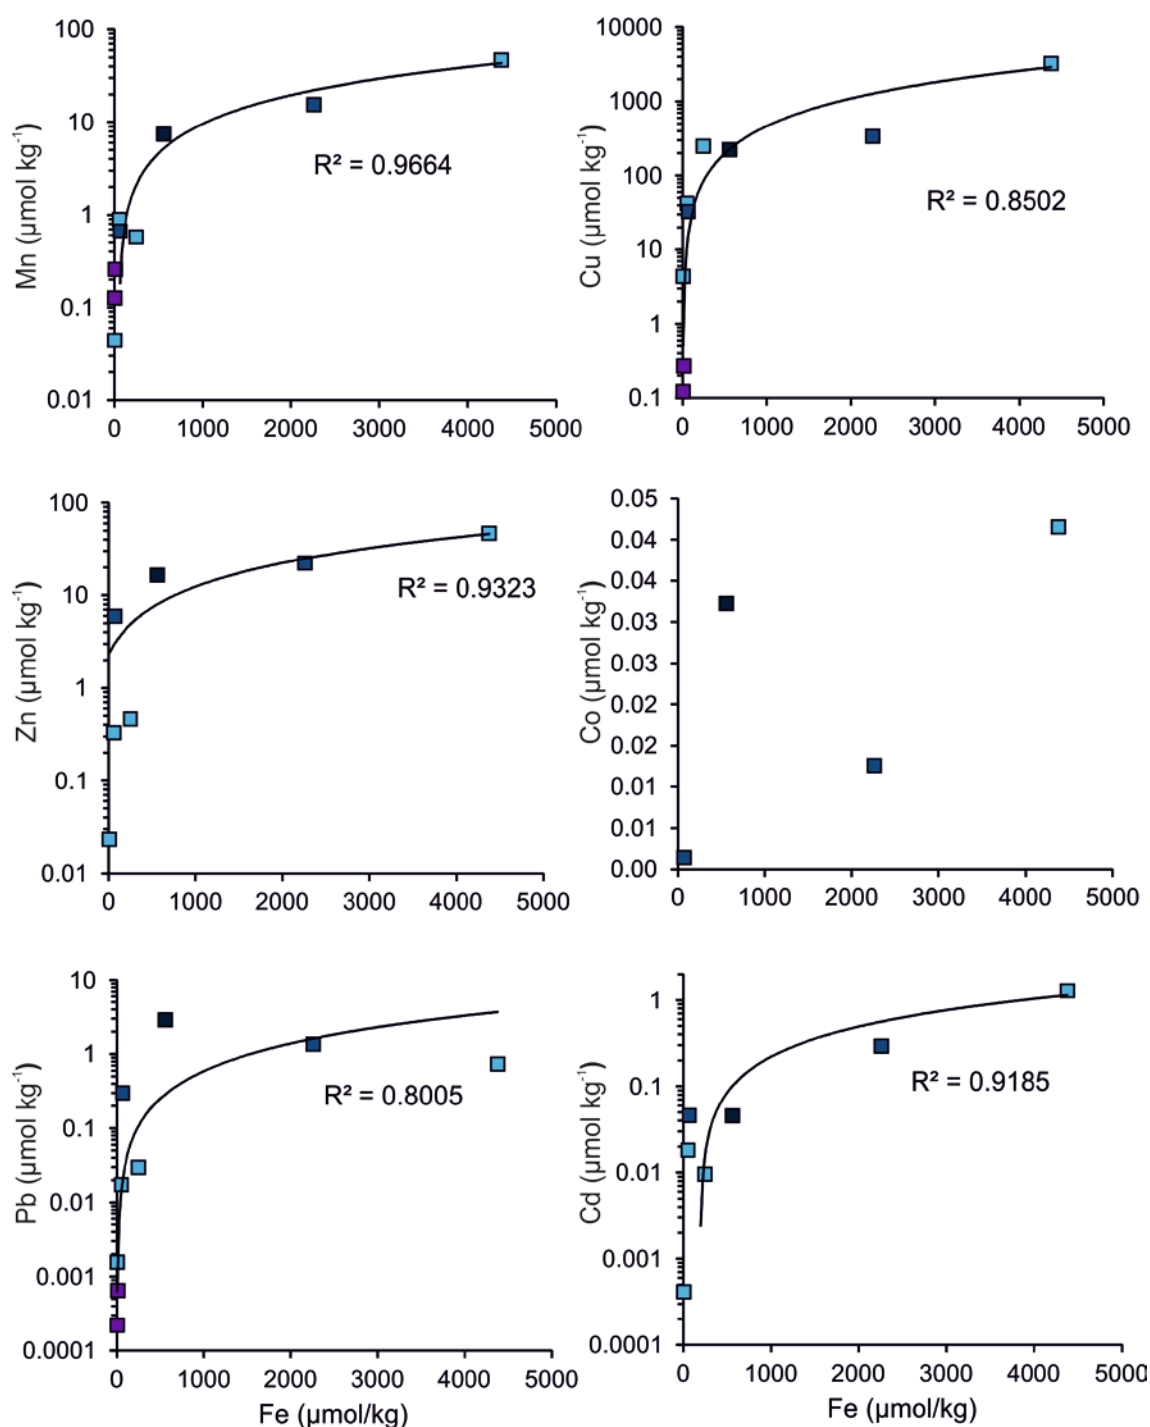 100
10
1
0.1
0.01
Mn (µmol kg⁻¹)
R² = 0.9664
0 1000 2000 3000 4000 5000
10000
1000
100
10
1
0.1
Cu (µmol kg⁻¹)
R² = 0.8502
0 1000 2000 3000 4000 5000
100
10
1
0.1
0.01
Zn (µmol kg⁻¹)
R² = 0.9323
0 1000 2000 3000 4000 5000
0.05
0.04
0.04
0.03
0.03
0.02
0.02
0.01
0.01
0.00
Co (µmol kg⁻¹)
0 1000 2000 3000 4000 5000
10
1
0.1
0.01
0.001
0.0001
Pb (µmol kg⁻¹)
R² = 0.8005
0 1000 2000 3000 4000 5000
Fe (µmol/kg)
1
0.1
0.01
0.001
0.0001
Cd (µmol kg⁻¹)
R² = 0.9185
0 1000 2000 3000 4000 5000
Fe (µmol/kg)